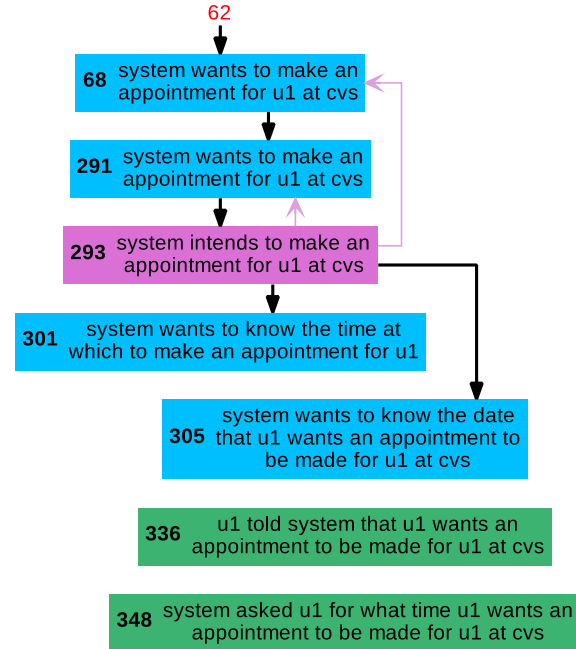 62
68 system wants to make an
appointment for u1 at cvs
291 system wants to make an
appointment for u1 at cvs
293 system intends to make an
appointment for u1 at cvs
301 system wants to know the time at
which to make an appointment for u1
305 system wants to know the date
that u1 wants an appointment to
be made for u1 at cvs
336 u1 told system that u1 wants an
appointment to be made for u1 at cvs
348 system asked u1 for what time u1 wants an
appointment to be made for u1 at cvs